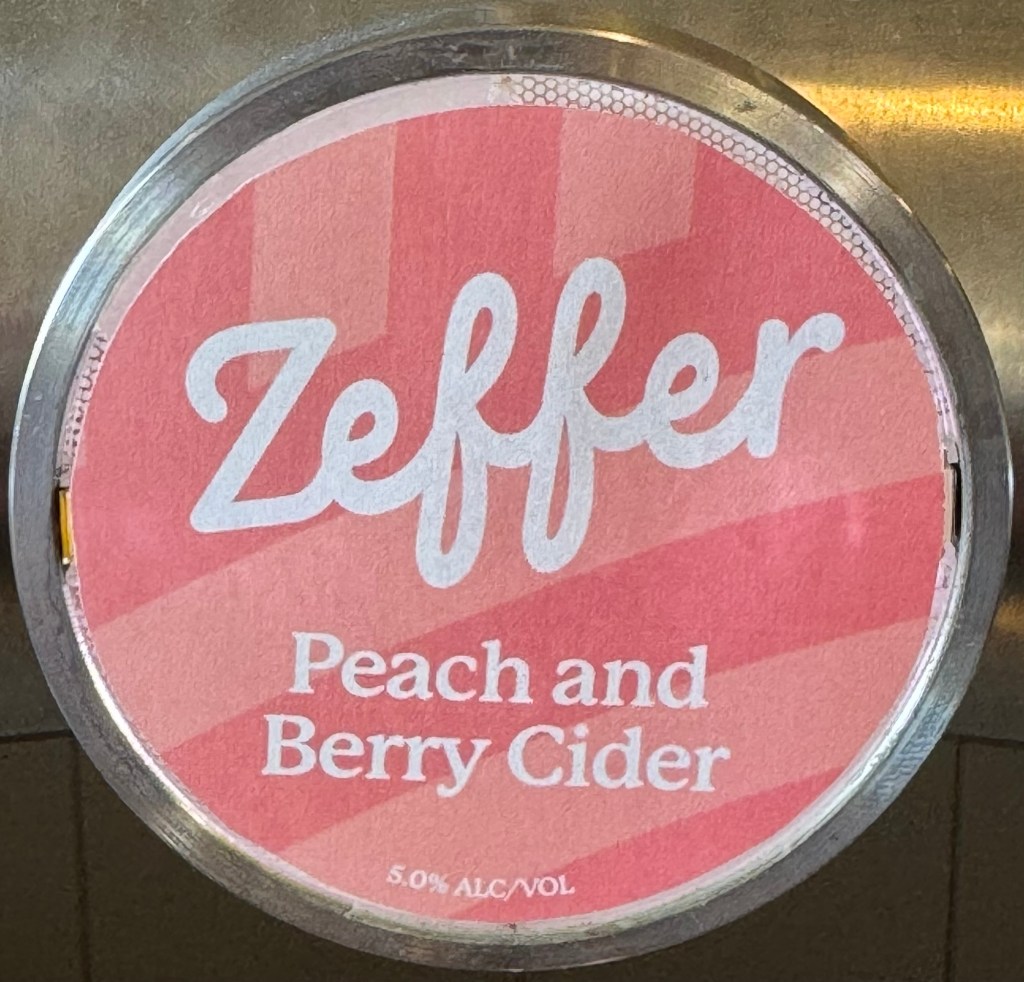 Zeffer
Peach and
Berry Cider
5.0% ALC/VOL